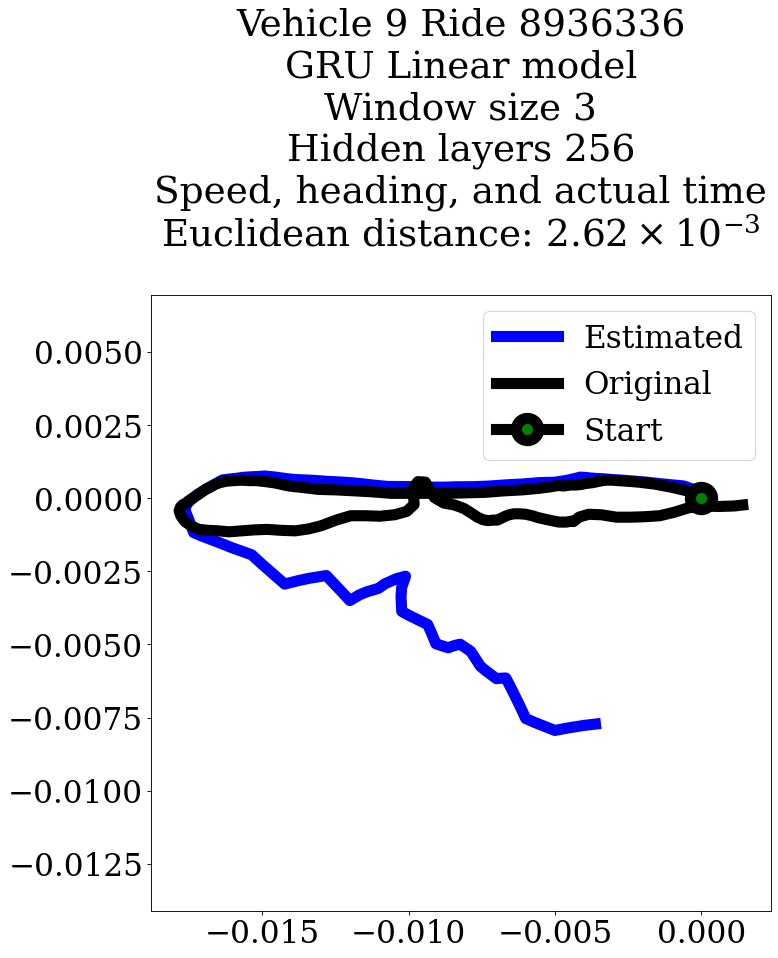 Vehicle 9 Ride 8936336
GRU Linear model
Window size 3
Hidden layers 256
Speed, heading, and actual time
Euclidean distance: 2.62 × 10⁻³
Estimated
Original
Start
0.0050
0.0025
0.0000
−0.0025
−0.0050
−0.0075
−0.0100
−0.0125
−0.015 −0.010 −0.005 0.000